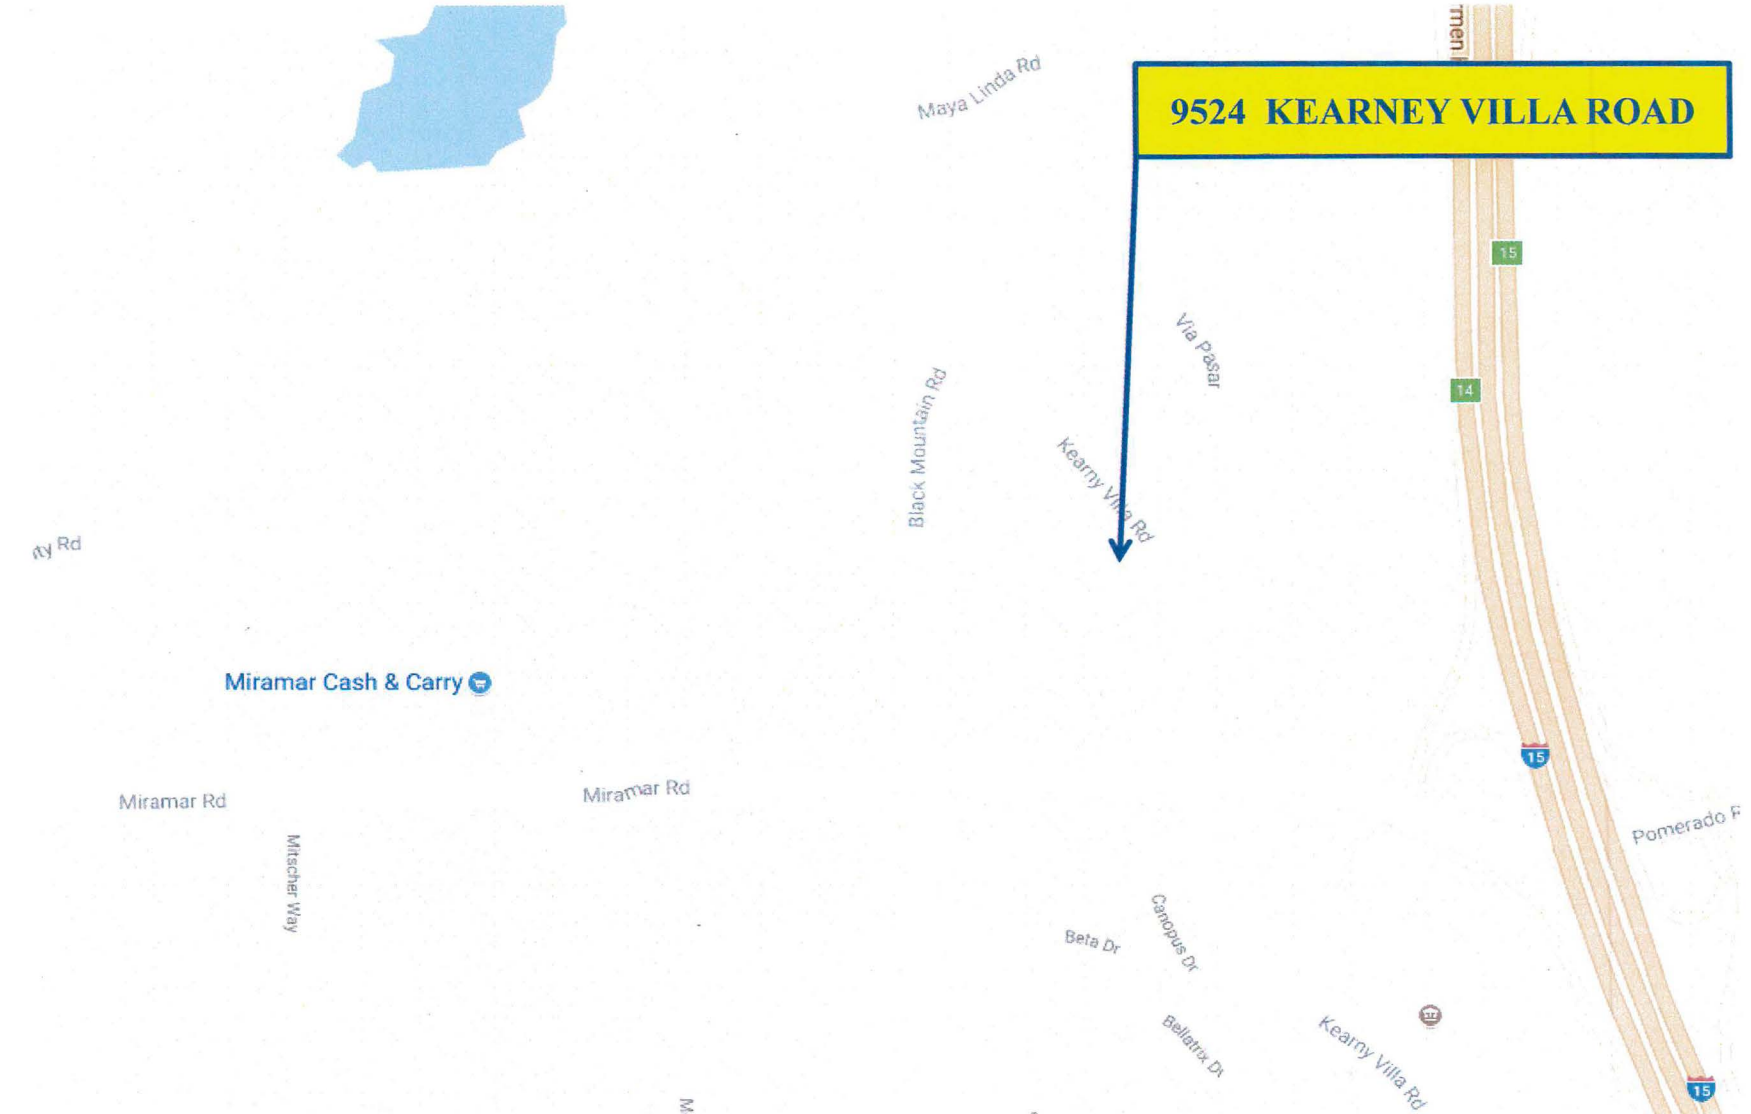 Maya Linda Rd
9524 KEARNEY VILLA ROAD
15
Via Pasar
14
Black Mountain Rd
Kearny Villa Rd
Rd
Miramar Cash & Carry
15
Miramar Rd
Miramar Rd
Pomerado
Mitscher Way
Beta Dr
Canopus Dr
Bellatrix
Kearny Villa Rd
15